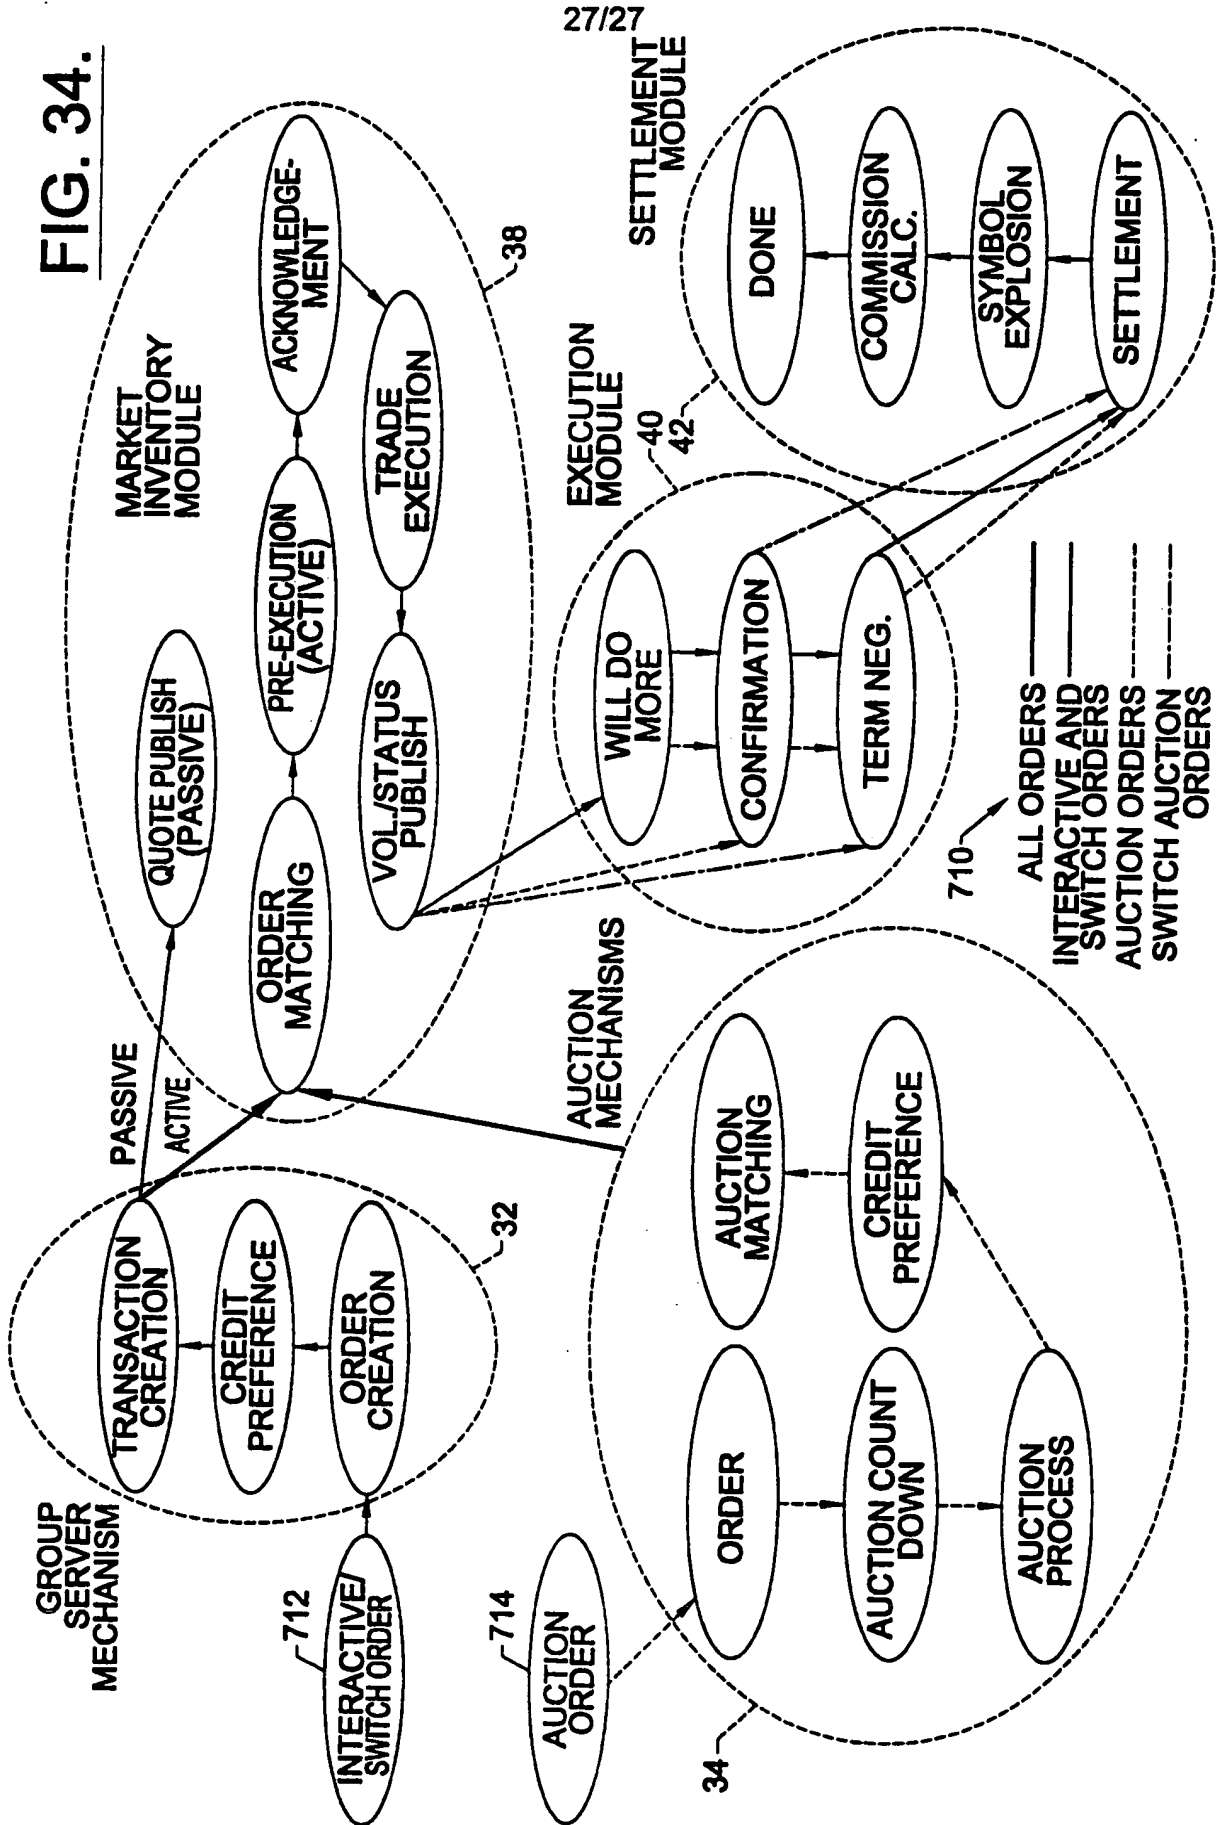 27/27
FIG. 34.
GROUP
SERVER
MECHANISM
TRANSACTION
CREATION
CREDIT
PREFERENCE
ORDER
CREATION
32
712
INTERACTIVE/
SWITCH ORDER
714
AUCTION
ORDER
PASSIVE
ACTIVE
MARKET
INVENTORY
MODULE
QUOTE PUBLISH
(PASSIVE)
ORDER
MATCHING
PRE-EXECUTION
(ACTIVE)
ACKNOWLEDGE-
MENT
TRADE
EXECUTION
VOL./STATUS
PUBLISH
38
AUCTION
MECHANISMS
ORDER
AUCTION COUNT
DOWN
AUCTION
PROCESS
CREDIT
PREFERENCE
AUCTION
MATCHING
34
EXECUTION
MODULE
40
42
WILL DO
MORE
CONFIRMATION
TERM NEG.
SETTLEMENT
MODULE
DONE
COMMISSION
CALC.
SYMBOL
EXPLOSION
SETTLEMENT
710
ALL ORDERS
INTERACTIVE AND
SWITCH ORDERS
AUCTION ORDERS
SWITCH AUCTION
ORDERS